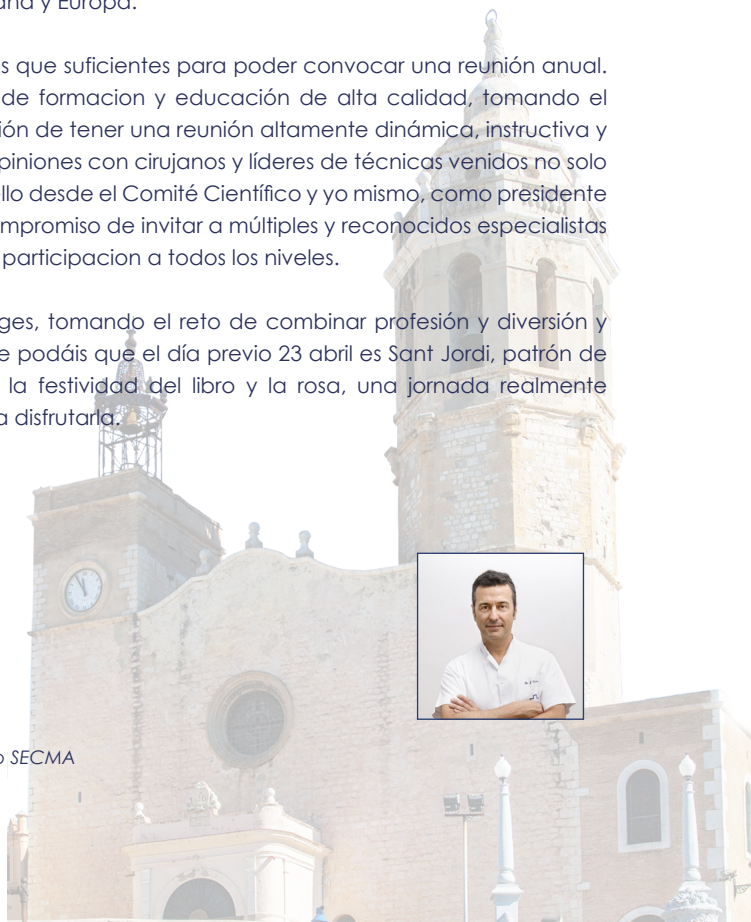 y Europa.
s que suficientes para poder convocar una reunión anual.
de formacion y educación de alta calidad, tomando el
ión de tener una reunión altamente dinámica, instructiva y
piniones con cirujanos y líderes de técnicas venidos no solo
llo desde el Comité Científico y yo mismo, como presidente
mpromiso de invitar a múltiples y reconocidos especialistas
participacion a todos los niveles.
ges, tomando el reto de combinar profesión y diversión y
e podáis que el día previo 23 abril es Sant Jordi, patrón de
la festividad del libro y la rosa, una jornada realmente
a disfrutarla.
o SECMA